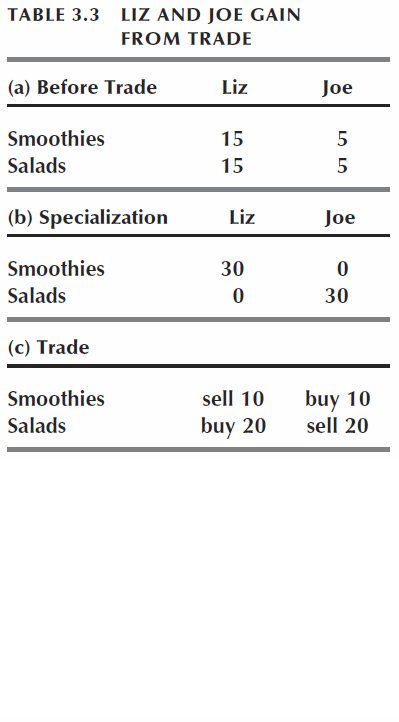 TABLE 3.3 LIZ AND JOE GAIN
FROM TRADE
(a) Before Trade Liz Joe
Smoothies 15 5
Salads 15 5
(b) Specialization Liz Joe
Smoothies 30 0
Salads 0 30
(c) Trade
Smoothies sell 10 buy 10
Salads buy 20 sell 20